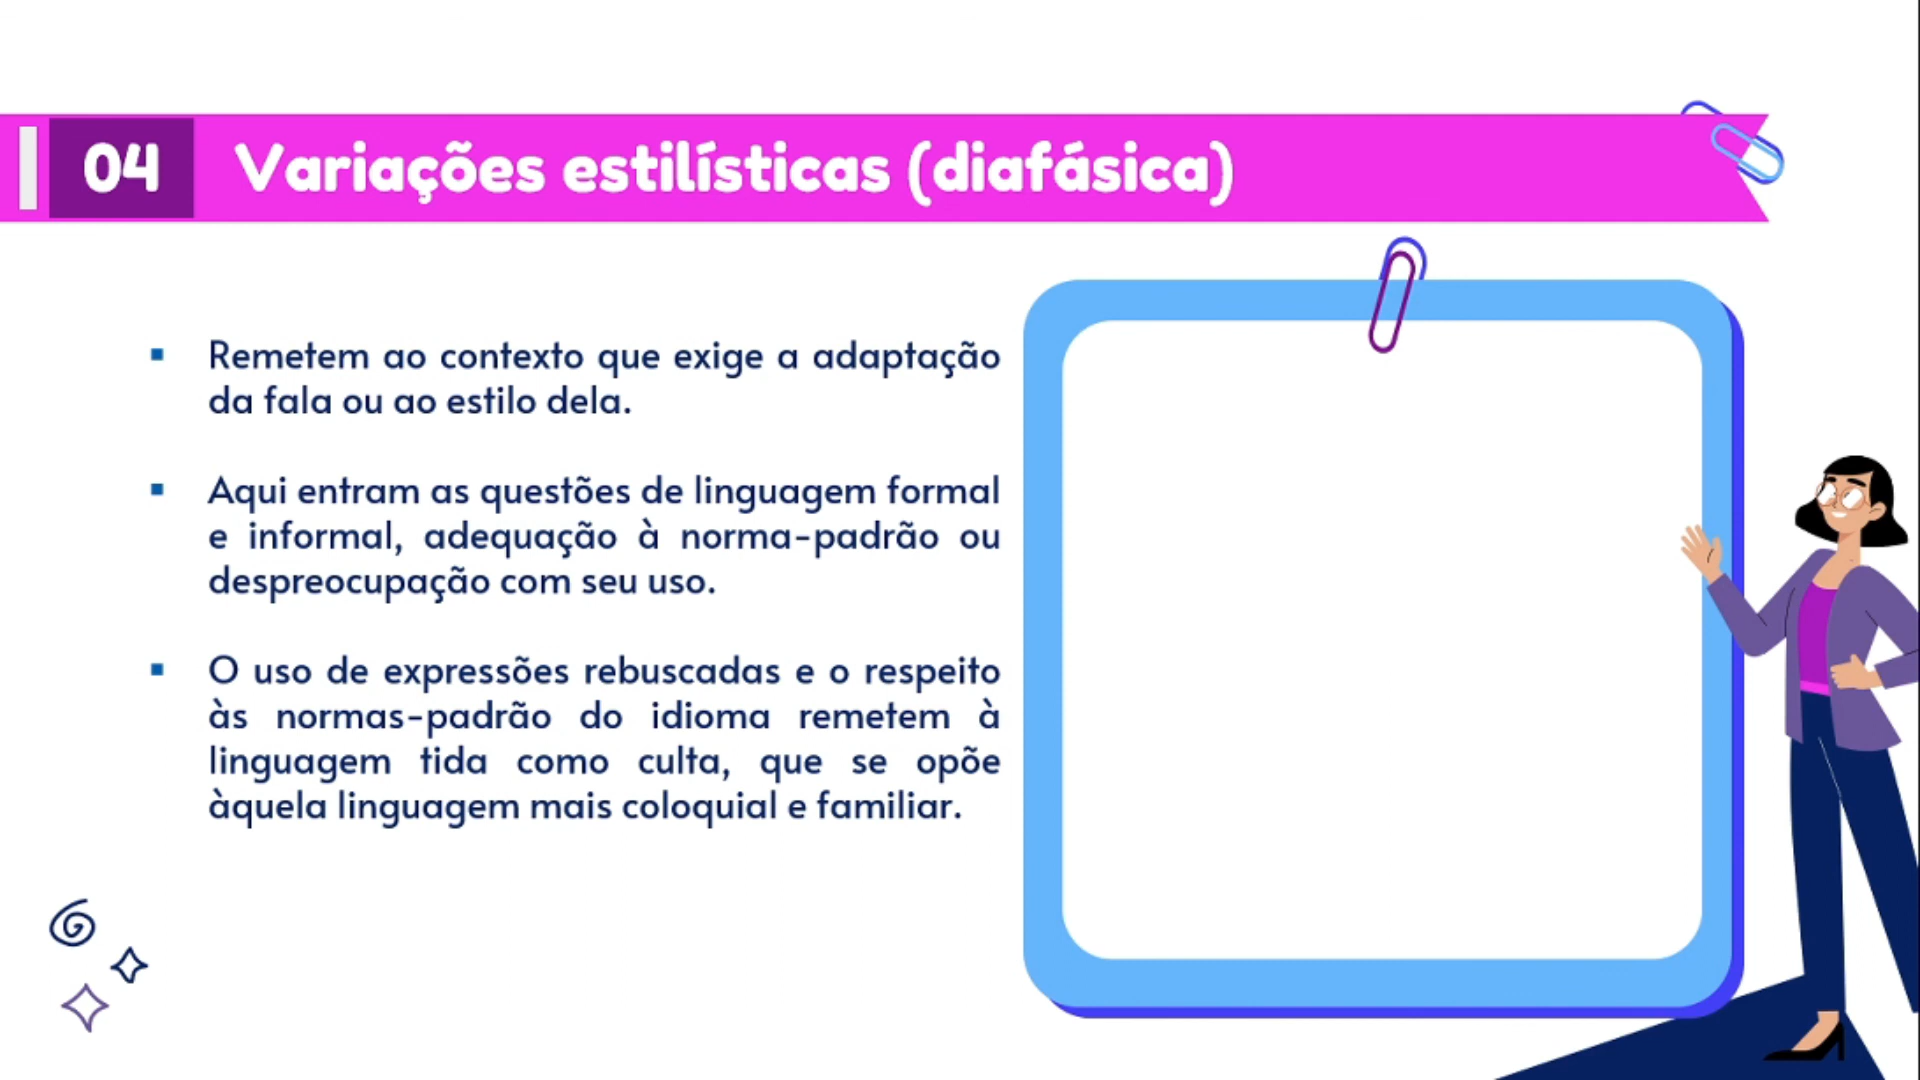 04
Variações estilísticas (diafásica)
Remetem ao contexto que exige a adaptação
da fala ou ao estilo dela.
Aqui entram as questões de linguagem formal
e informal, adequação à norma-padrão ou
despreocupação com seu uso.
O uso de expressões rebuscadas e o respeito
às normas-padrão do idioma remetem à
linguagem tida como culta, que se opõe
àquela linguagem mais coloquial e familiar.